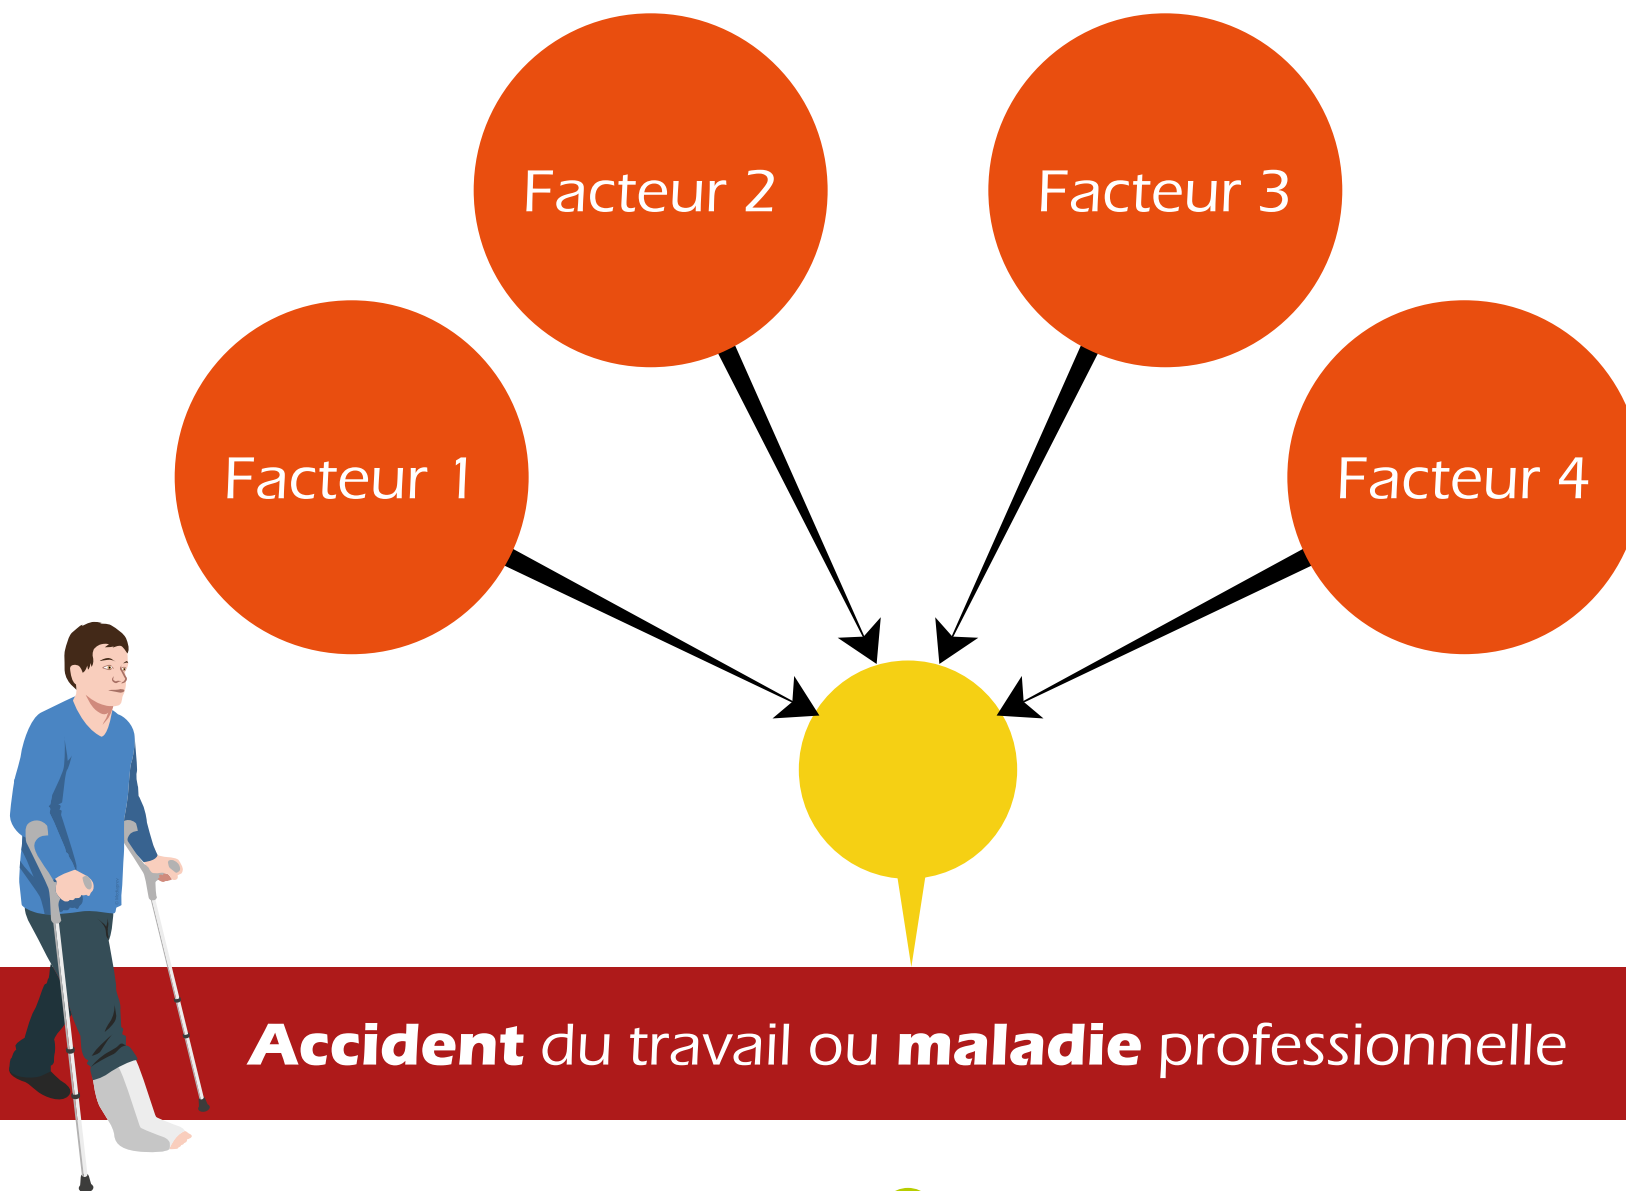 Facteur 2
Facteur 3
Facteur 1
Facteur 4
Accident du travail ou maladie professionnelle